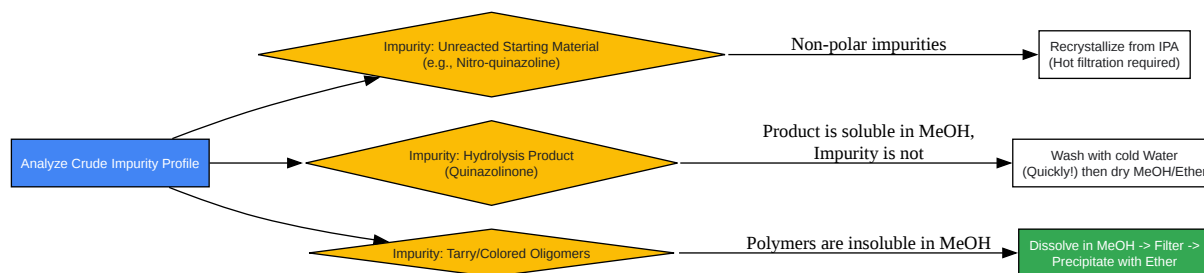 Impurity: Unreacted Starting Material
(e.g., Nitro-quinazoline)
Non-polar impurities
Recrystallize from IPA
(Hot filtration required)
Analyze Crude Impurity Profile
Impurity: Hydrolysis Product
(Quinazolinone)
Product is soluble in MeOH,
Impurity is not
Wash with cold Water
(Quickly!) then dry MeOH/Ether
Impurity: Tarry/Colored Oligomers
Polymers are insoluble in MeOH
Dissolve in MeOH -> Filter ->
Precipitate with Ether